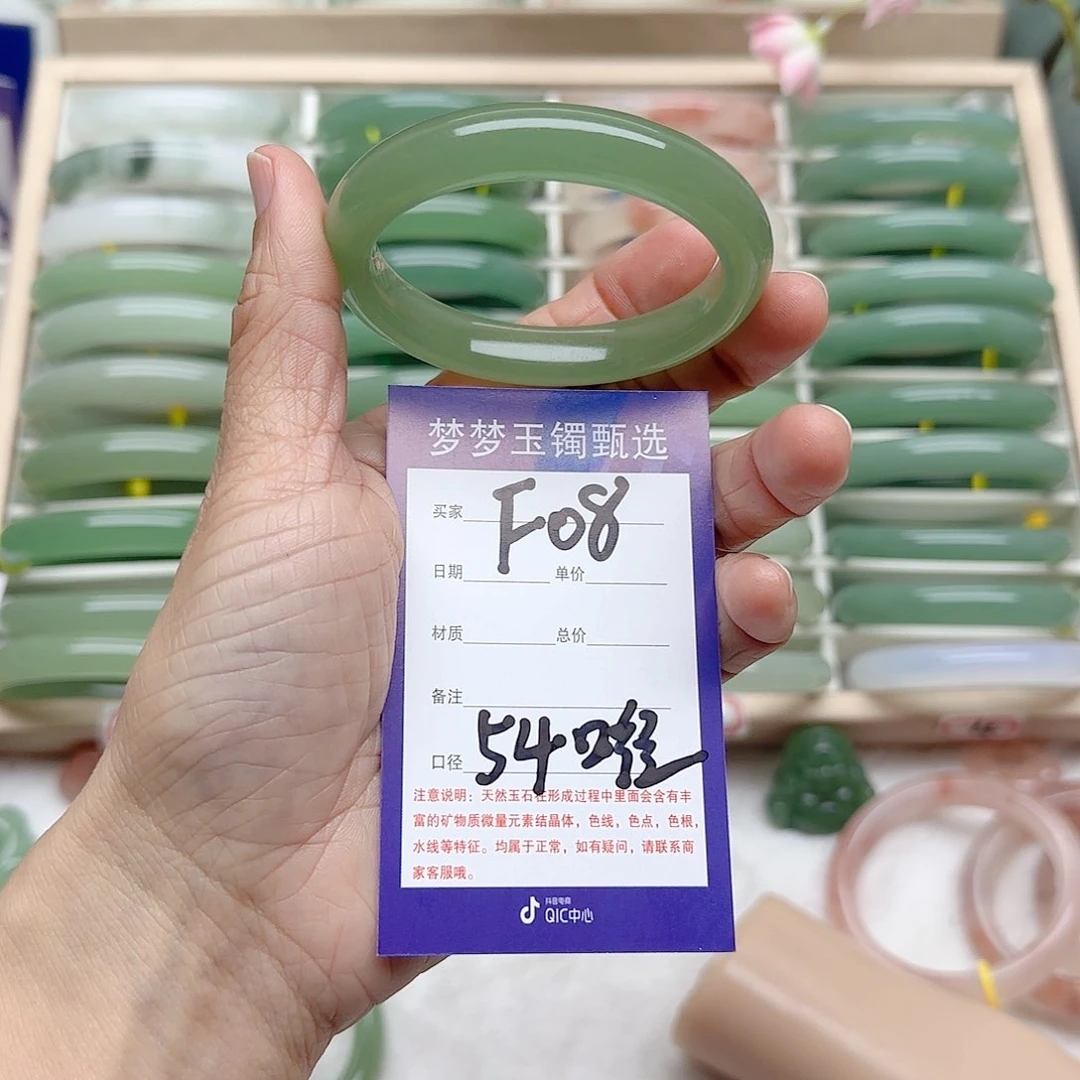 梦梦玉镯甄选
买家 F08
日期 单价
材质 总价
备注
口径 54唯
注意说明：天然玉石在形成过程中里面会含有丰
富的矿物质微量元素结晶体，色线，色点，色根，
水线等特征。均属于正常，如有疑问，请联系商
家客服哦。
抖音电商
QIC中心